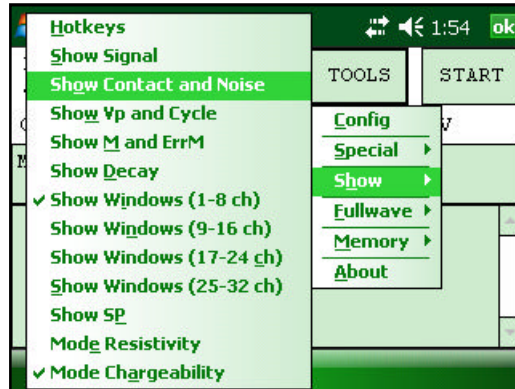 1:54 ok
TOOLS START
Hotkeys
Show Signal
Show Contact and Noise
Show Vp and Cycle
Show M and ErrM
Show Decay
Show Windows (1-8 ch)
Show Windows (9-16 ch)
Show Windows (17-24 ch)
Show Windows (25-32 ch)
Show SP
Mode Resistivity
Mode Chargeability
Config
Special
Show
Fullwave
Memory
About